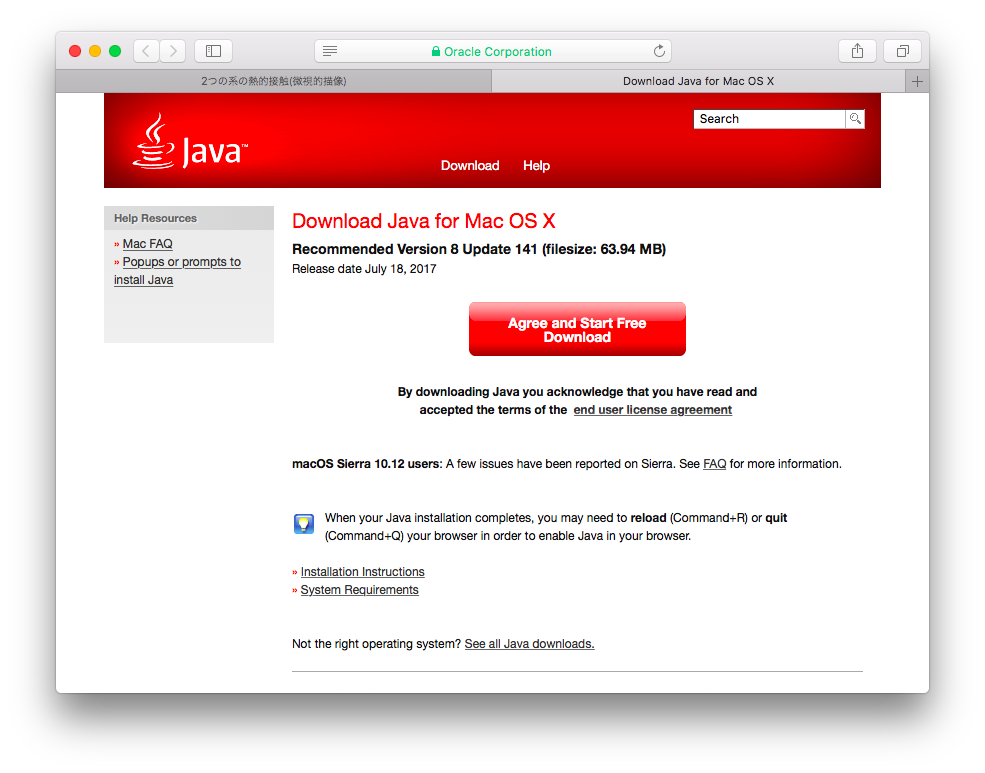 Oracle Corporation
2つの系の熱的接触(微視的描像)
Download Java for Mac OS X
Search
Java™
Download Help
Help Resources
» Mac FAQ
» Popups or prompts to
install Java
Download Java for Mac OS X
Recommended Version 8 Update 141 (filesize: 63.94 MB)
Release date July 18, 2017
Agree and Start Free
Download
By downloading Java you acknowledge that you have read and
accepted the terms of the end user license agreement
macOS Sierra 10.12 users: A few issues have been reported on Sierra. See FAQ for more information.
When your Java installation completes, you may need to reload (Command+R) or quit
(Command+Q) your browser in order to enable Java in your browser.
» Installation Instructions
» System Requirements
Not the right operating system? See all Java downloads.